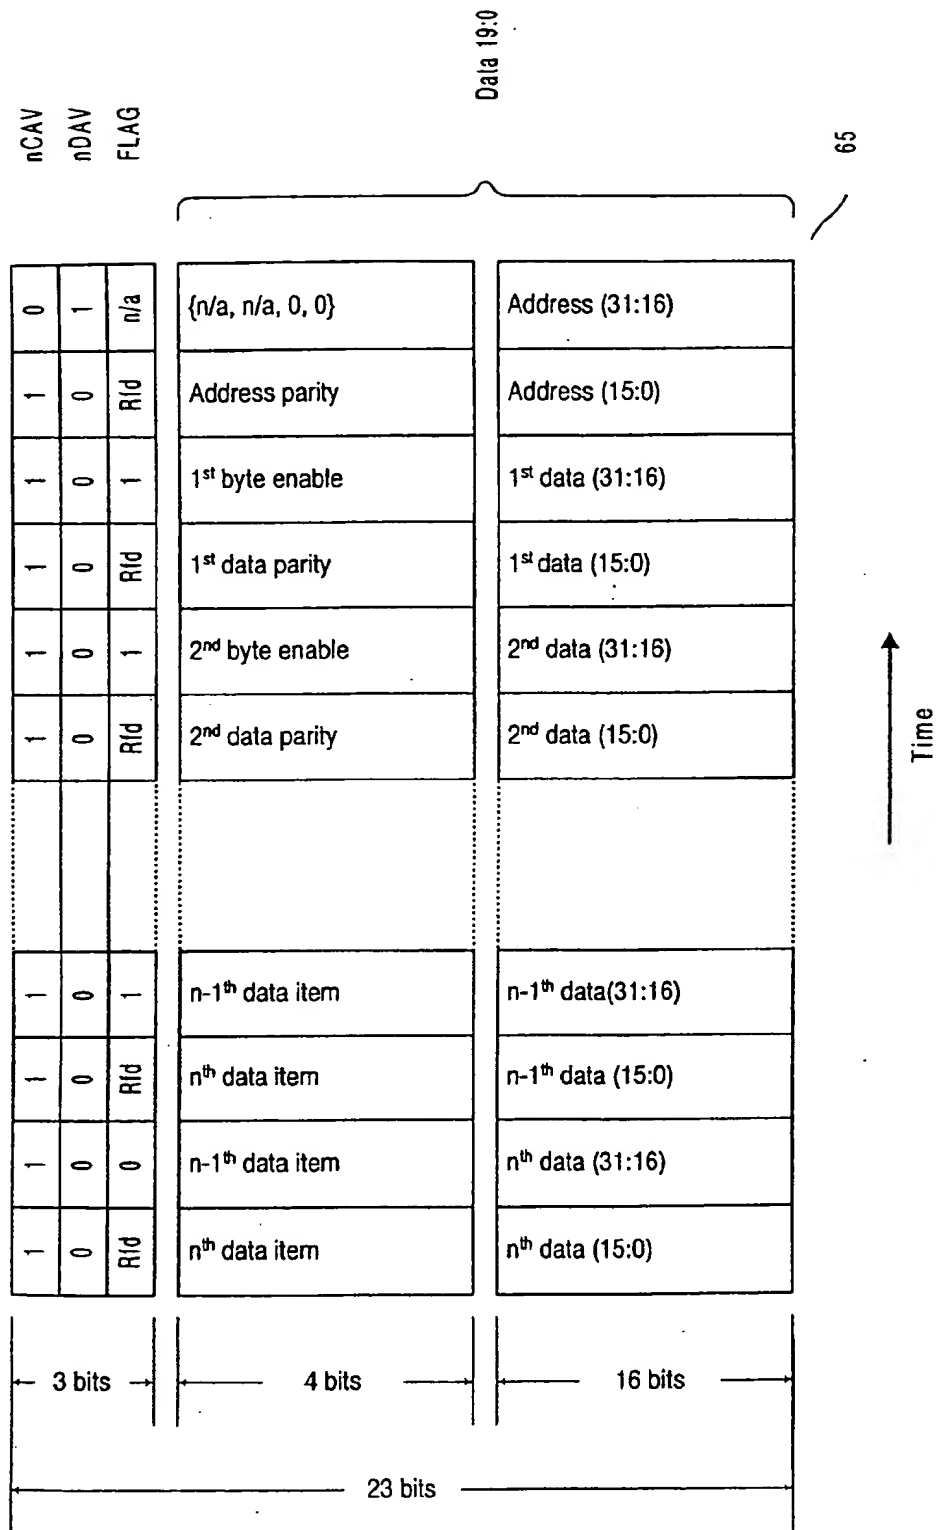 Data 19:0
nCAV
nDAV
FLAG
65
0 1 n/a {n/a, n/a, 0, 0} Address (31:16)
1 0 Rfd Address parity Address (15:0)
1 0 1 1st byte enable 1st data (31:16)
1 0 Rfd 1st data parity 1st data (15:0)
1 0 1 2nd byte enable 2nd data (31:16)
1 0 Rfd 2nd data parity 2nd data (15:0)
Time
1 0 1 n-1th data item n-1th data(31:16)
1 0 Rfd nth data item n-1th data (15:0)
1 0 0 n-1th data item nth data (31:16)
1 0 Rfd nth data item nth data (15:0)
3 bits 4 bits 16 bits
23 bits